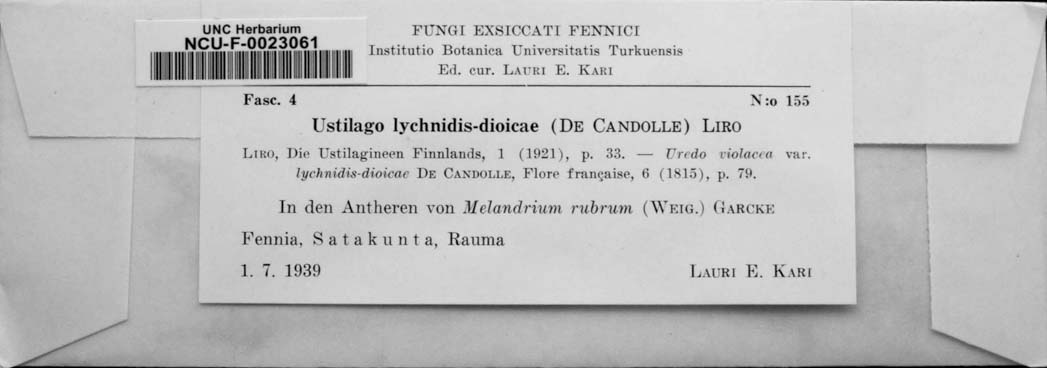 UNC Herbarium
NCU-F-0023061
FUNGI EXSICCATI FENNICI
Institutio Botanica Universitatis Turkuensis
Ed. cur. LAURI E. KARI
Fasc. 4 N:o 155
Ustilago lychnidis-dioicae (DE CANDOLLE) LIRO
LIRO, Die Ustilagineen Finnlands, 1 (1921), p. 33. — Uredo violacea var.
lychnidis-dioicae DE CANDOLLE, Flore française, 6 (1815), p. 79.
In den Antheren von Melandrium rubrum (WEIG.) GARCKE
Fennia, Satakunta, Rauma
1. 7. 1939 LAURI E. KARI